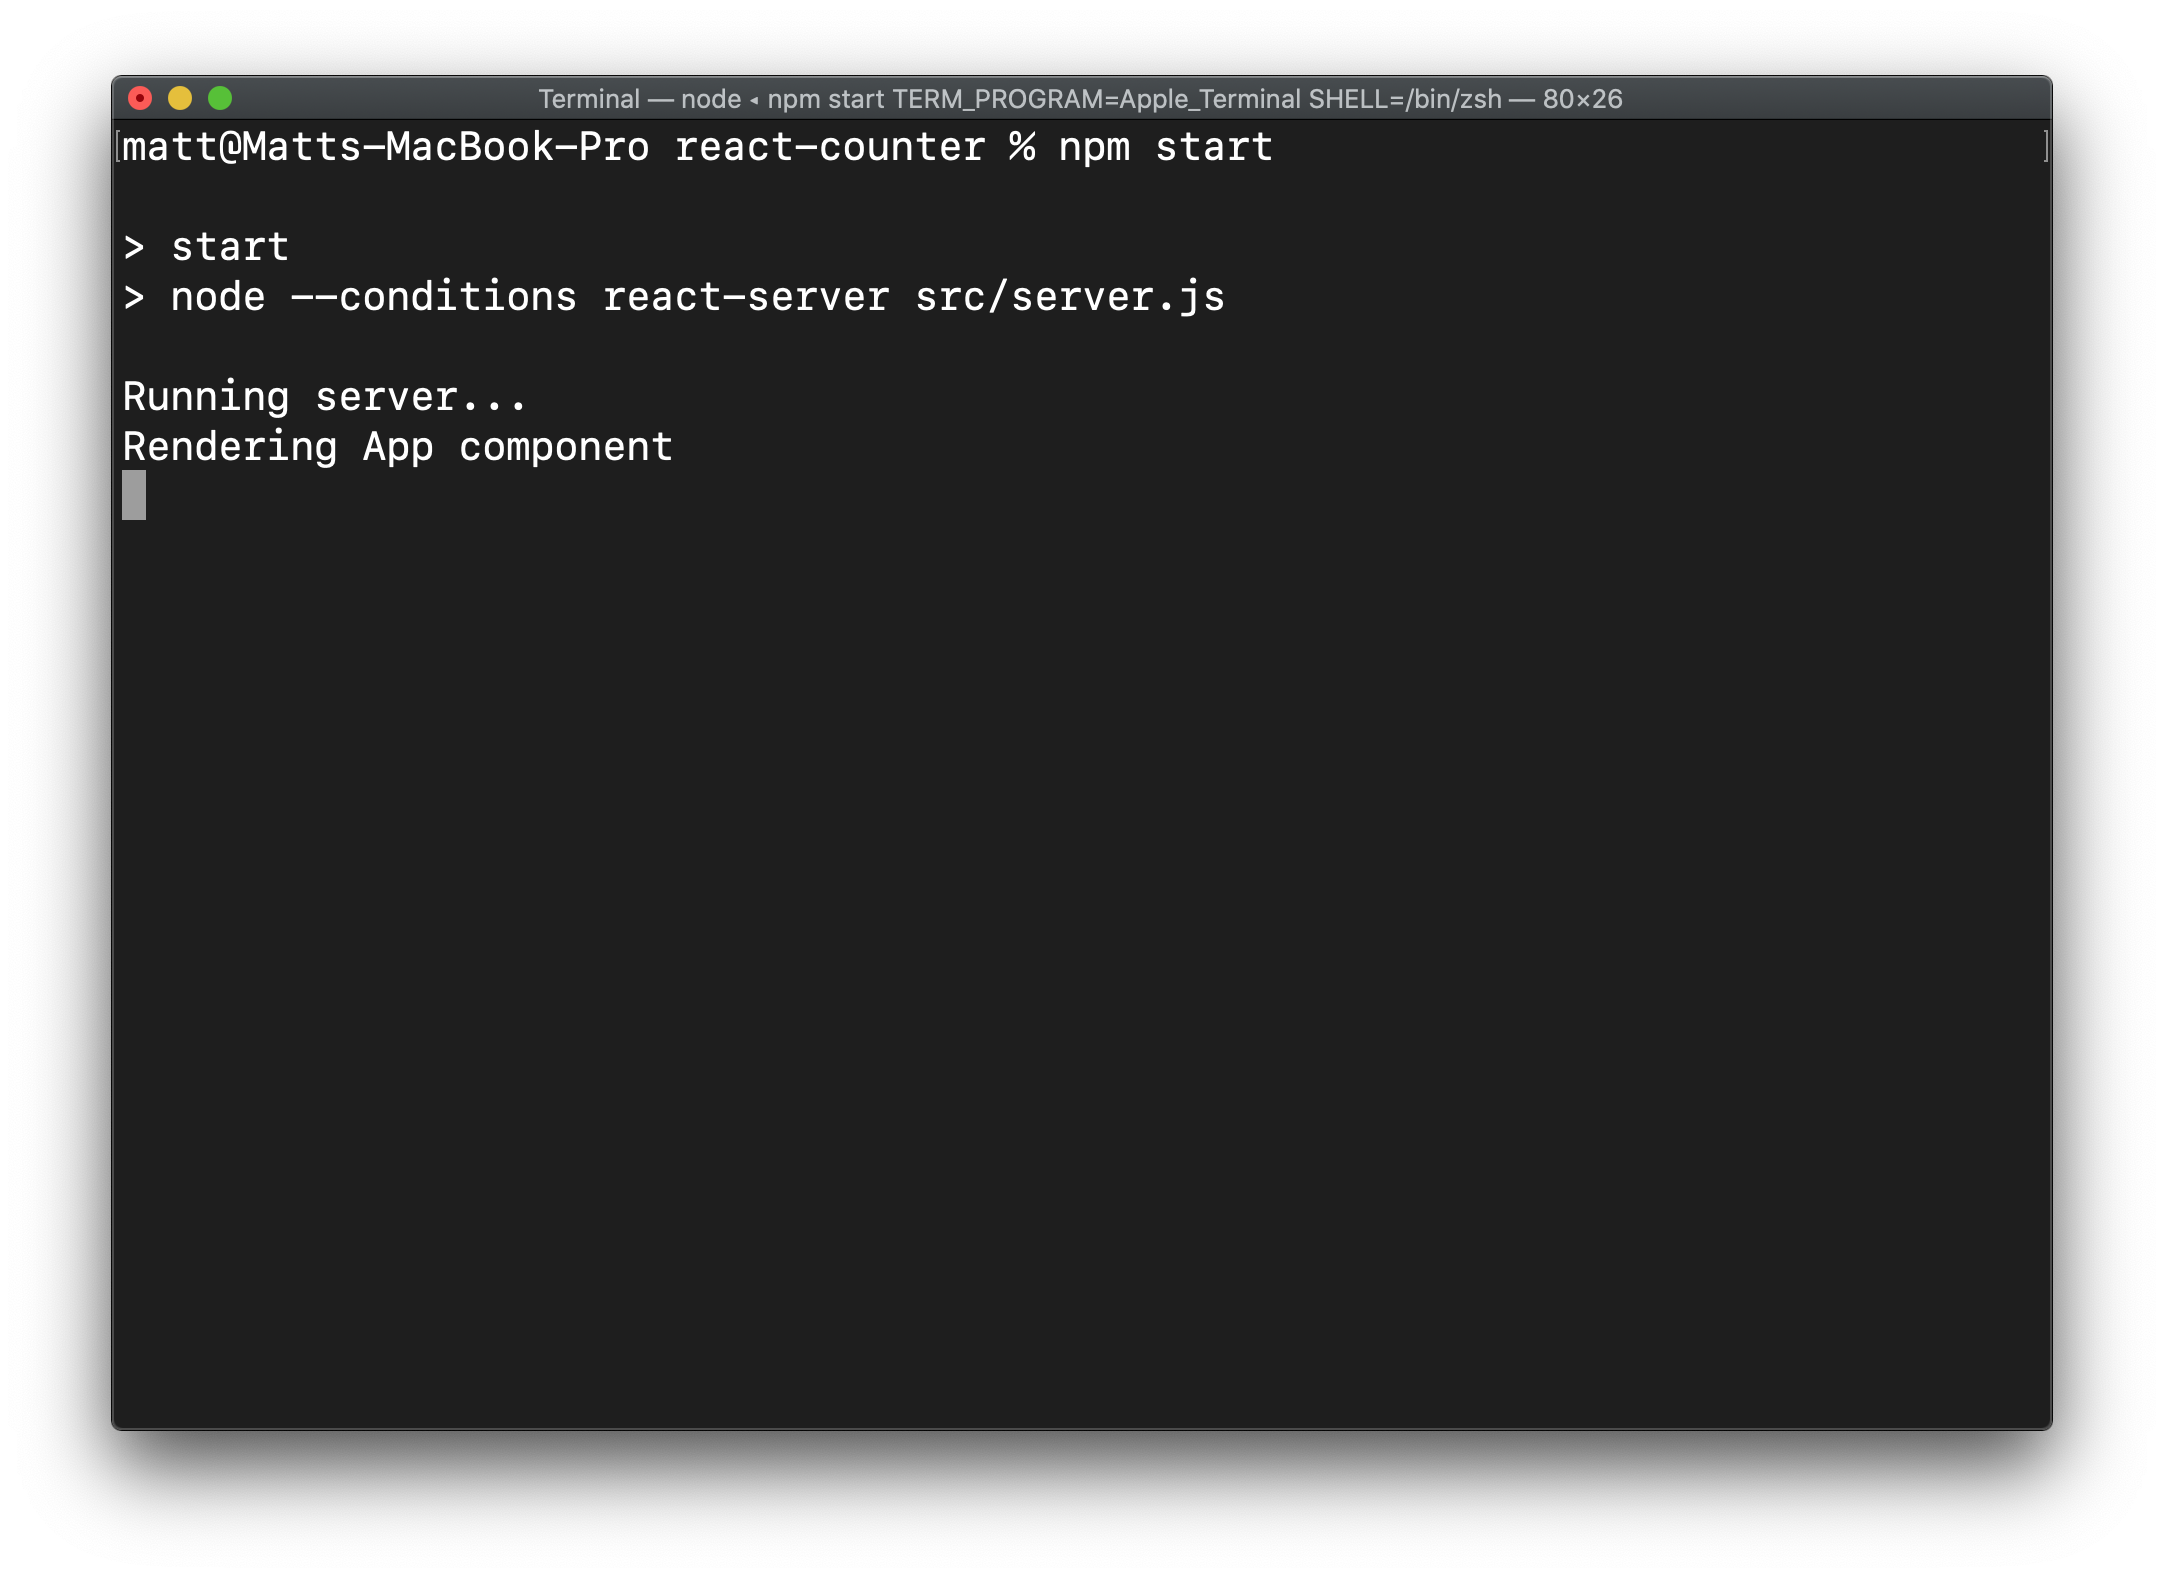 Terminal — node ◂ npm start TERM_PROGRAM=Apple_Terminal SHELL=/bin/zsh — 80×26
[matt@Matts-MacBook-Pro react-counter % npm start ]
> start
> node --conditions react-server src/server.js
Running server...
Rendering App component